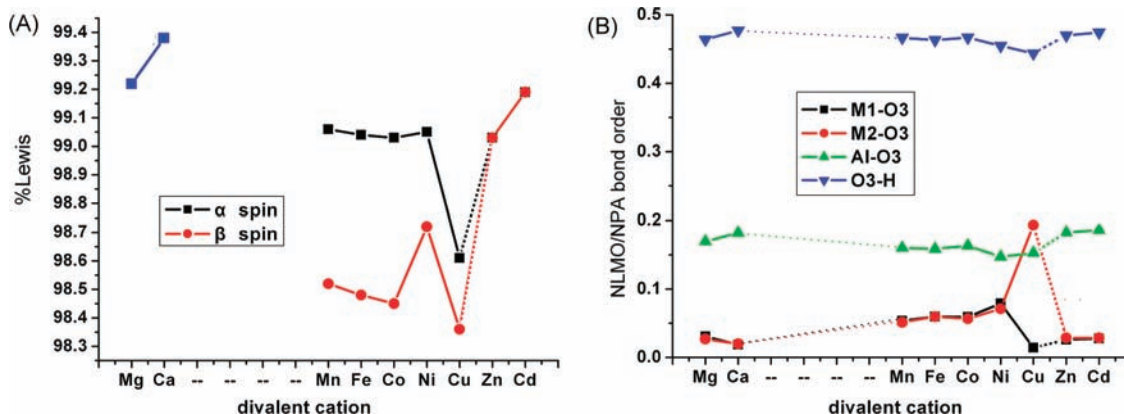 (A)
99.4
99.3
99.2
99.1
99.0
98.9
98.8
98.7
98.6
98.5
98.4
98.3
%Lewis
α spin
β spin
Mg Ca -- -- -- -- Mn Fe Co Ni Cu Zn Cd
divalent cation
(B)
0.5
0.4
0.3
0.2
0.1
0.0
NLMO/NPA bond order
M1-O3
M2-O3
Al-O3
O3-H
Mg Ca -- -- -- -- Mn Fe Co Ni Cu Zn Cd
divalent cation